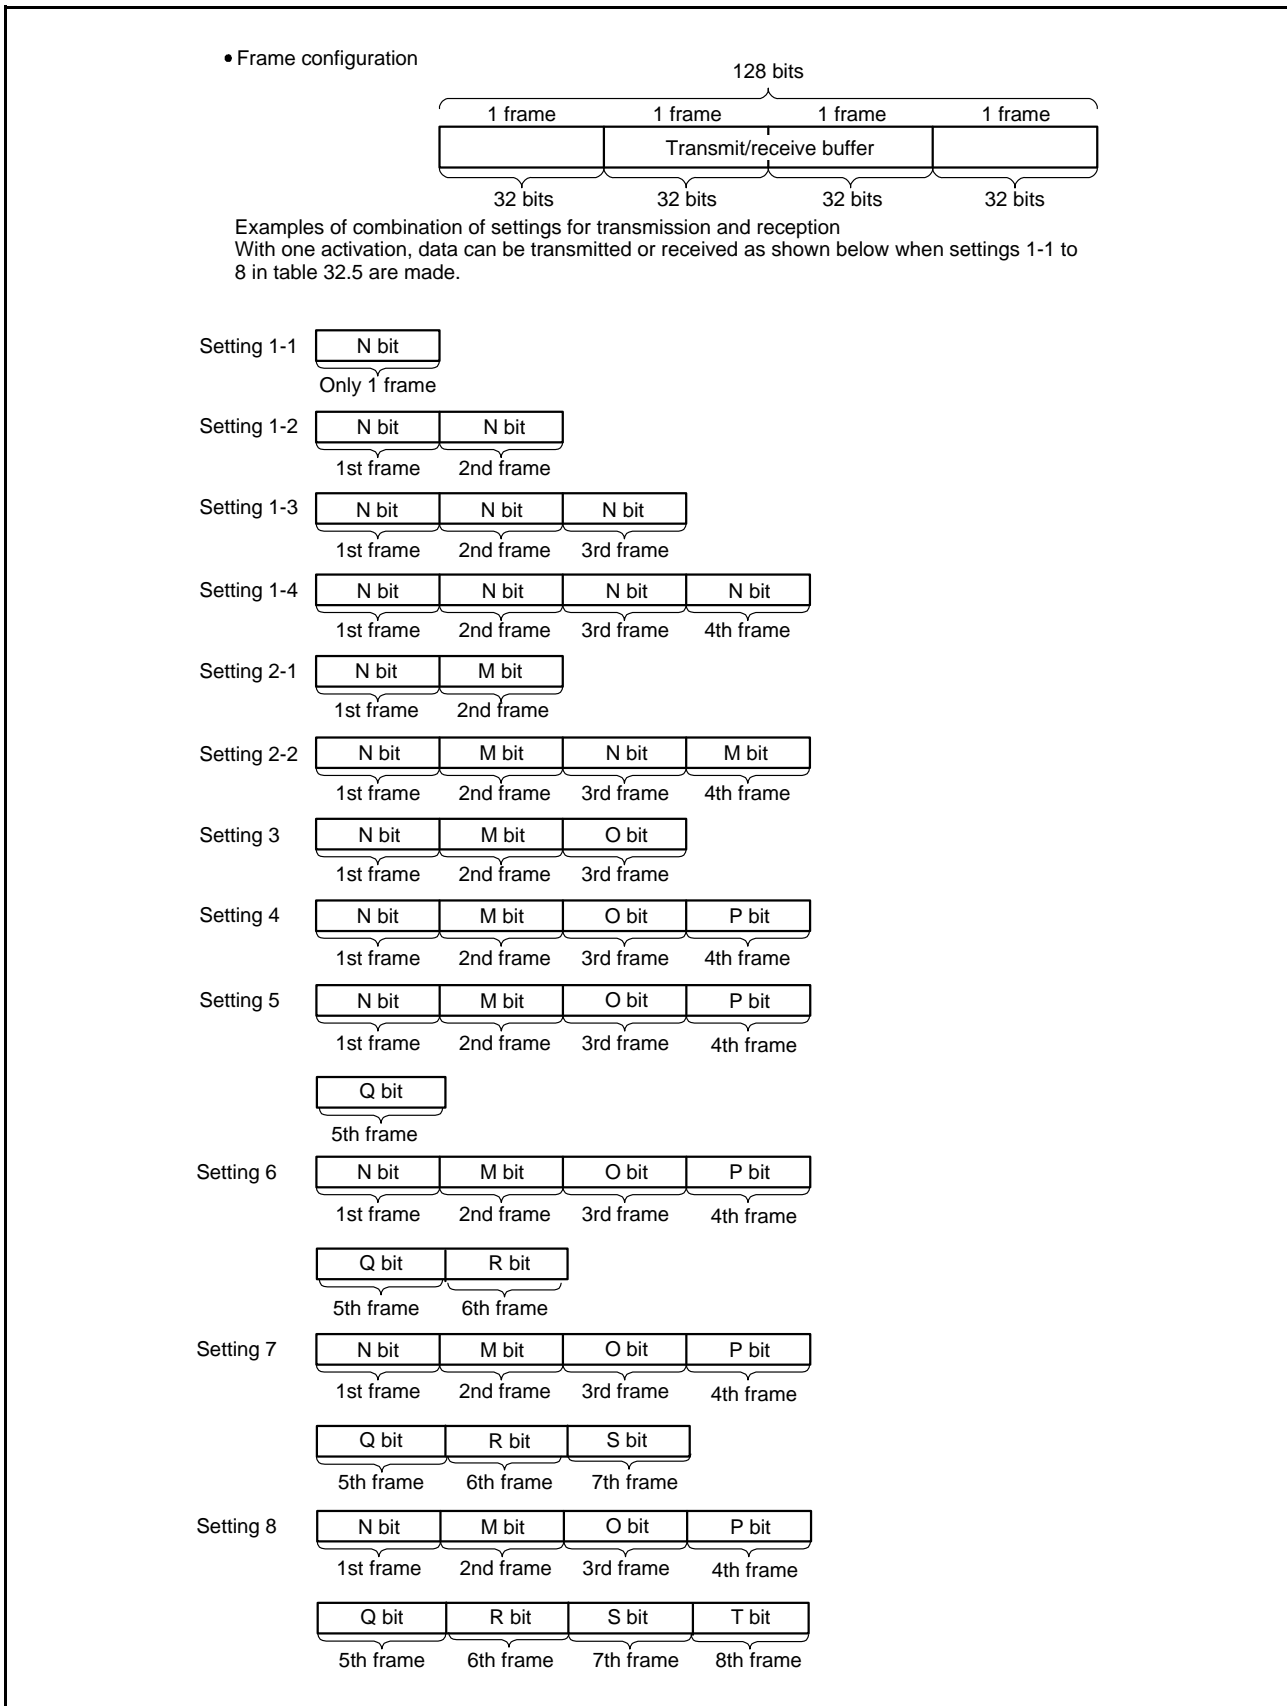 • Frame configuration
128 bits
1 frame 1 frame 1 frame 1 frame
Transmit/receive buffer
32 bits 32 bits 32 bits 32 bits
Examples of combination of settings for transmission and reception
With one activation, data can be transmitted or received as shown below when settings 1-1 to
8 in table 32.5 are made.
Setting 1-1 N bit
Only 1 frame
Setting 1-2 N bit N bit
1st frame 2nd frame
Setting 1-3 N bit N bit N bit
1st frame 2nd frame 3rd frame
Setting 1-4 N bit N bit N bit N bit
1st frame 2nd frame 3rd frame 4th frame
Setting 2-1 N bit M bit
1st frame 2nd frame
Setting 2-2 N bit M bit N bit M bit
1st frame 2nd frame 3rd frame 4th frame
Setting 3 N bit M bit O bit
1st frame 2nd frame 3rd frame
Setting 4 N bit M bit O bit P bit
1st frame 2nd frame 3rd frame 4th frame
Setting 5 N bit M bit O bit P bit
1st frame 2nd frame 3rd frame 4th frame
Q bit
5th frame
Setting 6 N bit M bit O bit P bit
1st frame 2nd frame 3rd frame 4th frame
Q bit R bit
5th frame 6th frame
Setting 7 N bit M bit O bit P bit
1st frame 2nd frame 3rd frame 4th frame
Q bit R bit S bit
5th frame 6th frame 7th frame
Setting 8 N bit M bit O bit P bit
1st frame 2nd frame 3rd frame 4th frame
Q bit R bit S bit T bit
5th frame 6th frame 7th frame 8th frame